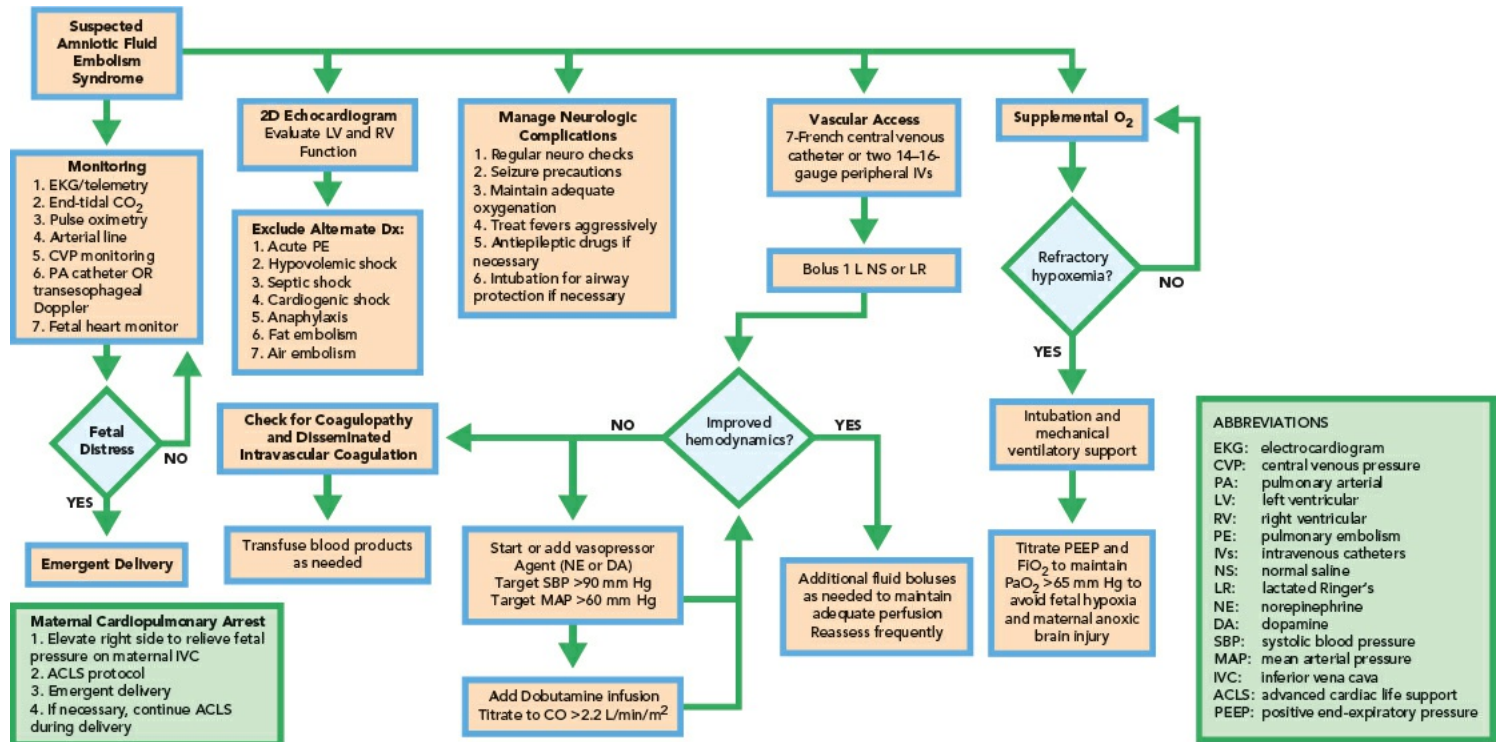 Suspected
Amniotic Fluid
Embolism
Syndrome
Monitoring
1. EKG/telemetry
2. End-tidal CO2
3. Pulse oximetry
4. Arterial line
5. CVP monitoring
6. PA catheter OR
transesophageal
Doppler
7. Fetal heart monitor
Fetal
Distress
NO
YES
Emergent Delivery
Maternal Cardiopulmonary Arrest
1. Elevate right side to relieve fetal
pressure on maternal IVC
2. ACLS protocol
3. Emergent delivery
4. If necessary, continue ACLS
during delivery
2D Echocardiogram
Evaluate LV and RV
Function
Exclude Alternate Dx:
1. Acute PE
2. Hypovolemic shock
3. Septic shock
4. Cardiogenic shock
5. Anaphylaxis
6. Fat embolism
7. Air embolism
Manage Neurologic
Complications
1. Regular neuro checks
2. Seizure precautions
3. Maintain adequate
oxygenation
4. Treat fevers aggressively
5. Antiepileptic drugs if
necessary
6. Intubation for airway
protection if necessary
Vascular Access
7-French central venous
catheter or two 14–16-
gauge peripheral IVs
Bolus 1 L NS or LR
Improved
hemodynamics?
NO
YES
Check for Coagulopathy
and Disseminated
Intravascular Coagulation
Transfuse blood products
as needed
Start or add vasopressor
Agent (NE or DA)
Target SBP >90 mm Hg
Target MAP >60 mm Hg
Add Dobutamine infusion
Titrate to CO >2.2 L/min/m2
Additional fluid boluses
as needed to maintain
adequate perfusion
Reassess frequently
Supplemental O2
Refractory
hypoxemia?
NO
YES
Intubation and
mechanical
ventilatory support
Titrate PEEP and
FiO2 to maintain
PaO2 >65 mm Hg to
avoid fetal hypoxia
and maternal anoxic
brain injury
ABBREVIATIONS
EKG: electrocardiogram
CVP: central venous pressure
PA: pulmonary arterial
LV: left ventricular
RV: right ventricular
PE: pulmonary embolism
IVs: intravenous catheters
NS: normal saline
LR: lactated Ringer's
NE: norepinephrine
DA: dopamine
SBP: systolic blood pressure
MAP: mean arterial pressure
IVC: inferior vena cava
ACLS: advanced cardiac life support
PEEP: positive end-expiratory pressure